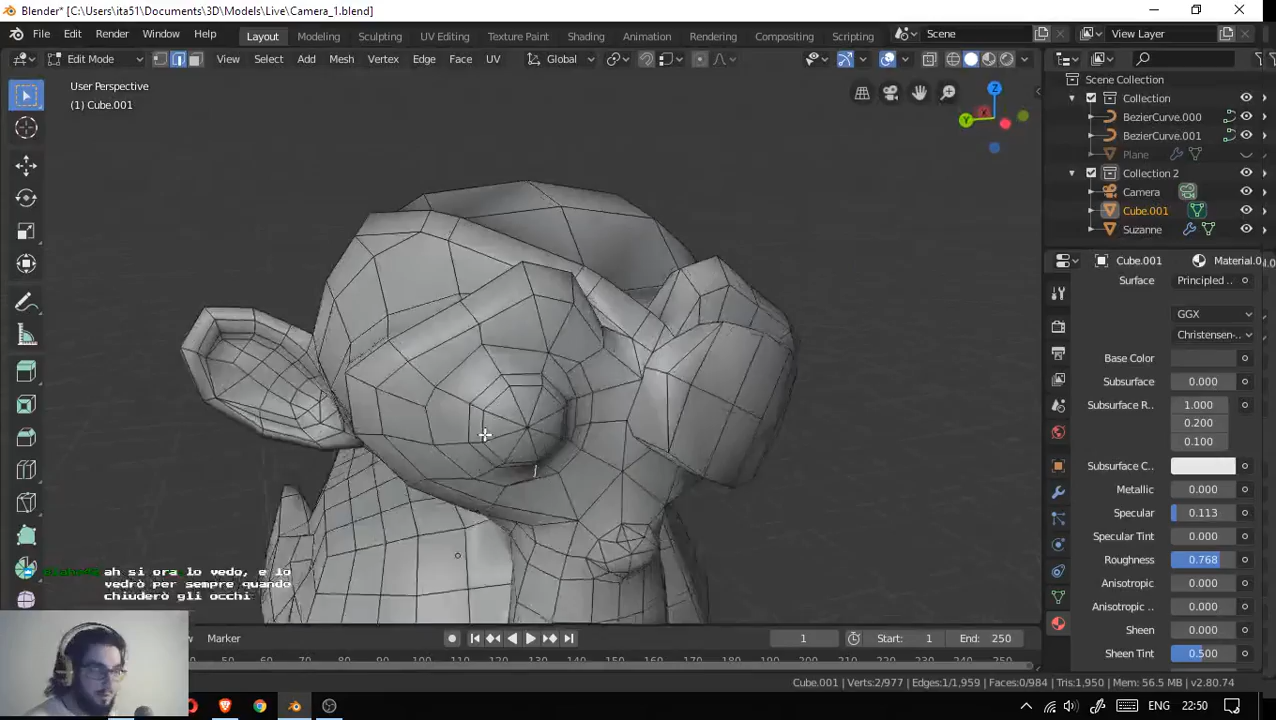 Blender* [C:\Users\ita51\Documents\3D\Models\Live\Camera_1.blend]
File Edit Render Window Help Layout Modeling Sculpting UV Editing Texture Paint Shading Animation Rendering Compositing Scripting Scene View Layer
Edit Mode View Select Add Mesh Vertex Edge Face UV Global
User Perspective
(1) Cube.001
Z
Y
X
Scene Collection
Collection
BezierCurve.000
BezierCurve.001
Plane
Collection 2
Camera
Cube.001
Suzanne
Cube.001 Material.0
Surface Principled ..
GGX
Christensen-..
Base Color
Subsurface 0.000
Subsurface R.. 1.000
0.200
0.100
Subsurface C..
Metallic 0.000
Specular 0.113
Specular Tint 0.000
Roughness 0.768
Anisotropic 0.000
Anisotropic .. 0.000
Sheen 0.000
Sheen Tint 0.500
ah si ora lo vedo, e lo
vedrò per sempre quando
chiuderò gli occhi
Marker 1 Start: 1 End: 250
50 60 70 80 90 100 110 120 130 140 150 160 170 180 190 200 210 220 230 240 250
Cube.001 | Verts:2/977 | Edges:1/1,959 | Faces:0/984 | Tris:1,950 | Mem: 56.5 MB | v2.80.74
ENG 22:50